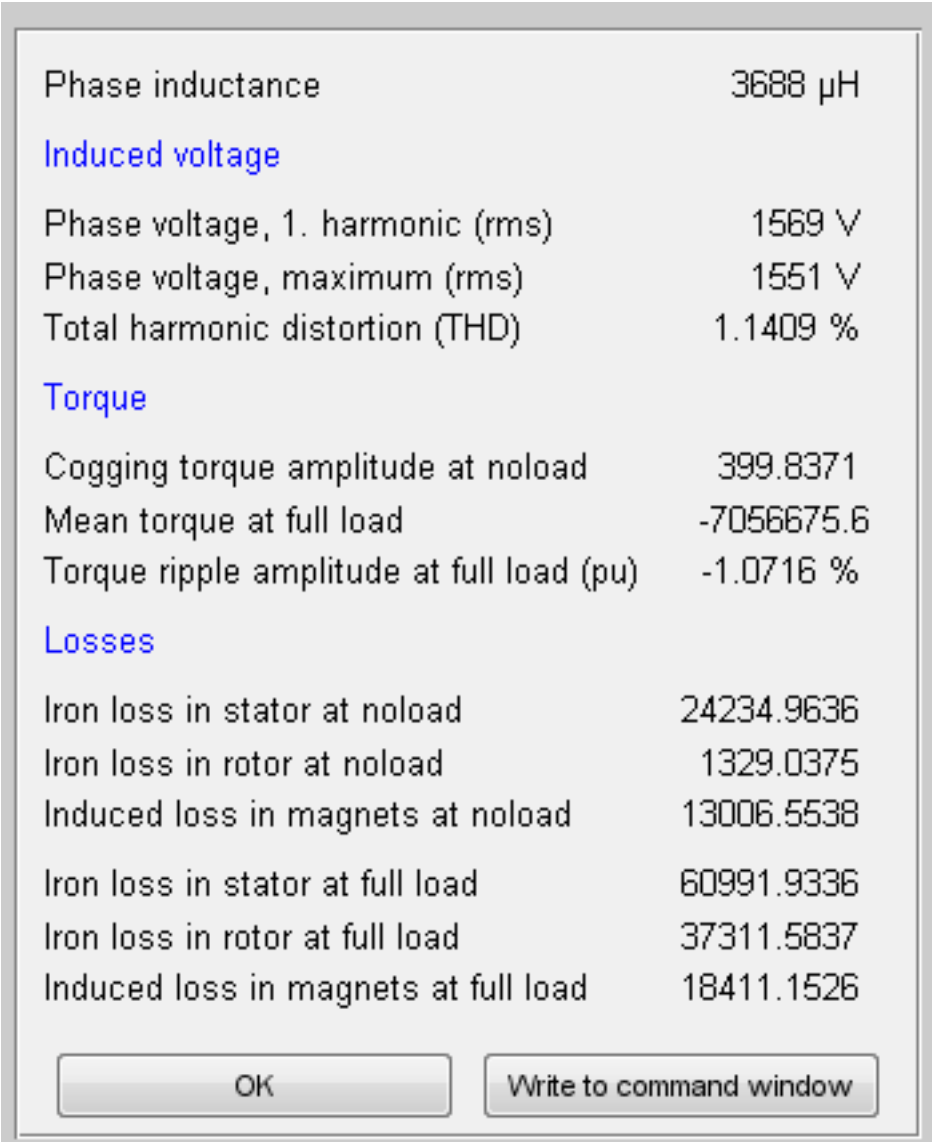 Phase inductance 3688 µH
Induced voltage
Phase voltage, 1. harmonic (rms) 1569 V
Phase voltage, maximum (rms) 1551 V
Total harmonic distortion (THD) 1.1409 %
Torque
Cogging torque amplitude at noload 399.8371
Mean torque at full load -7056675.6
Torque ripple amplitude at full load (pu) -1.0716 %
Losses
Iron loss in stator at noload 24234.9636
Iron loss in rotor at noload 1329.0375
Induced loss in magnets at noload 13006.5538
Iron loss in stator at full load 60991.9336
Iron loss in rotor at full load 37311.5837
Induced loss in magnets at full load 18411.1526
OK Write to command window